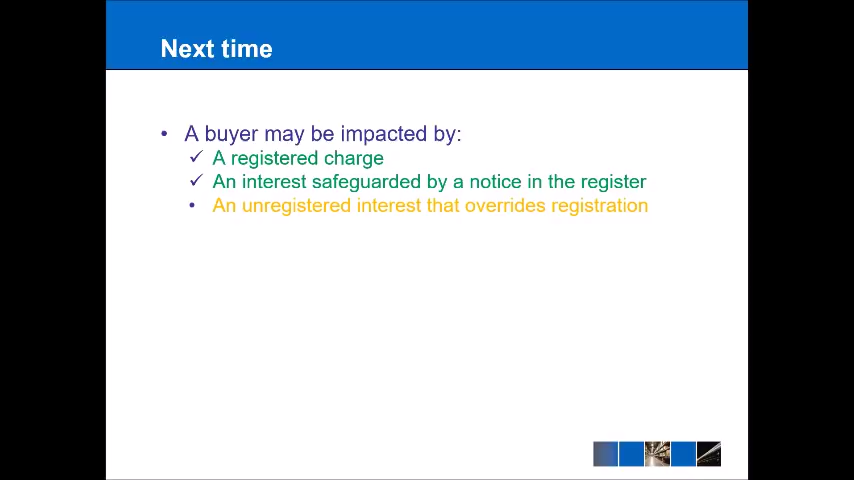 Next time
• A buyer may be impacted by:
✓ A registered charge
✓ An interest safeguarded by a notice in the register
• An unregistered interest that overrides registration